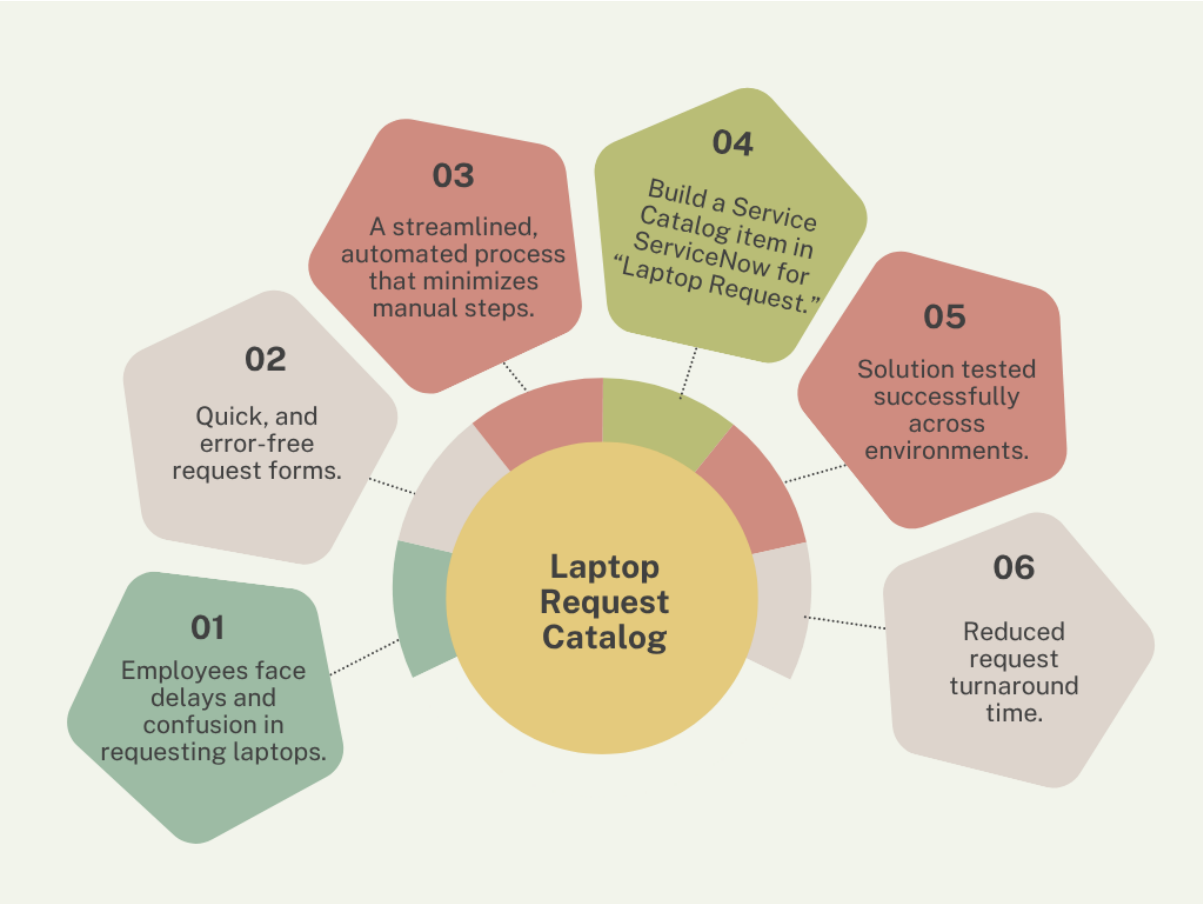 01
Employees face
delays and
confusion in
requesting laptops.
02
Quick, and
error-free
request forms.
03
A streamlined,
automated process
that minimizes
manual steps.
04
Build a Service
Catalog item in
ServiceNow for
“Laptop Request.”
05
Solution tested
successfully
across
environments.
06
Reduced
request
turnaround
time.
Laptop
Request
Catalog